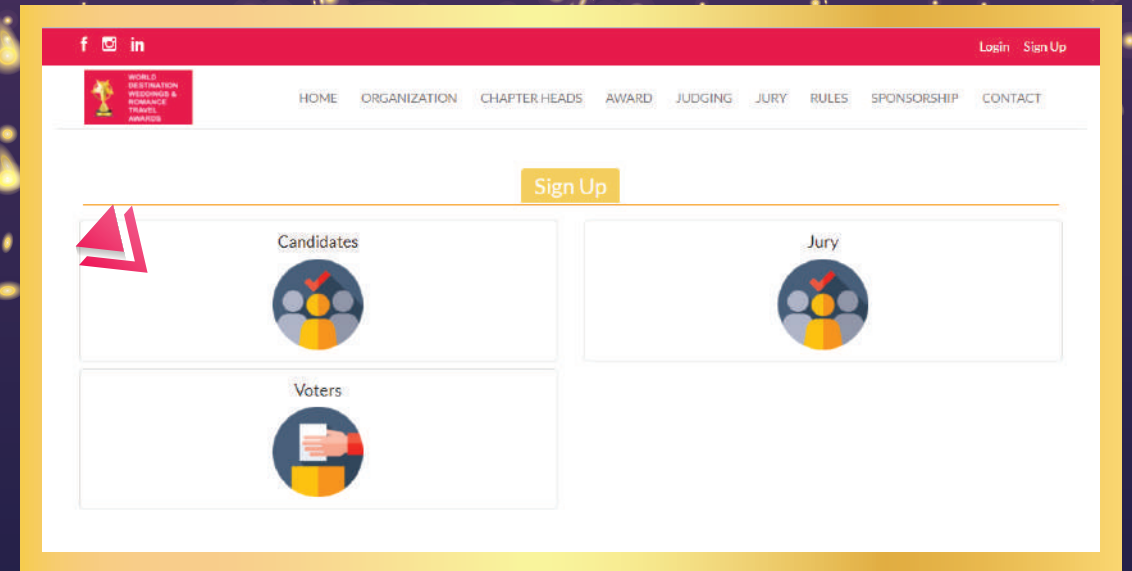 f in
Login Sign Up
WORLD
DESTINATION
WEDDINGS &
ROMANCE
TRAVEL
AWARDS
HOME ORGANIZATION CHAPTER HEADS AWARD JUDGING JURY RULES SPONSORSHIP CONTACT
Sign Up
Candidates
Jury
Voters